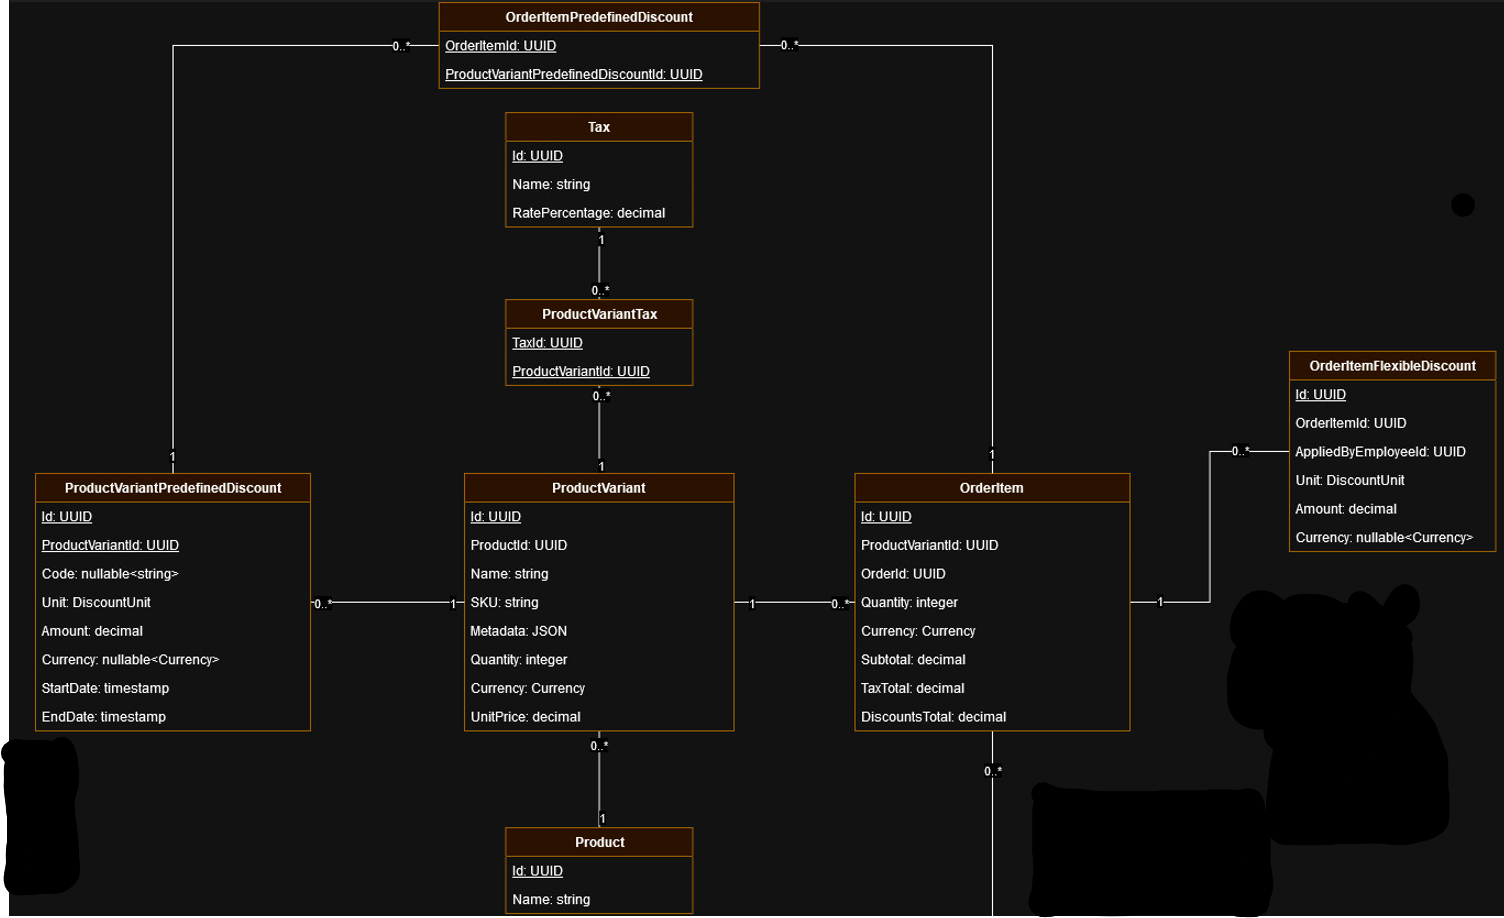 OrderItemPredefinedDiscount
0..*
OrderItemId: UUID
0..*
ProductVariantPredefinedDiscountId: UUID
Tax
Id: UUID
Name: string
RatePercentage: decimal
1
0..*
ProductVariantTax
TaxId: UUID
ProductVariantId: UUID
0..*
1
1
1
ProductVariantPredefinedDiscount
Id: UUID
ProductVariantId: UUID
Code: nullable<string>
Unit: DiscountUnit
Amount: decimal
Currency: nullable<Currency>
StartDate: timestamp
EndDate: timestamp
0..*
1
ProductVariant
Id: UUID
ProductId: UUID
Name: string
SKU: string
Metadata: JSON
Quantity: integer
Currency: Currency
UnitPrice: decimal
1
0..*
OrderItem
Id: UUID
ProductVariantId: UUID
OrderId: UUID
Quantity: integer
Currency: Currency
Subtotal: decimal
TaxTotal: decimal
DiscountsTotal: decimal
1
0..*
OrderItemFlexibleDiscount
Id: UUID
OrderItemId: UUID
AppliedByEmployeeId: UUID
Unit: DiscountUnit
Amount: decimal
Currency: nullable<Currency>
0..*
0..*
1
Product
Id: UUID
Name: string